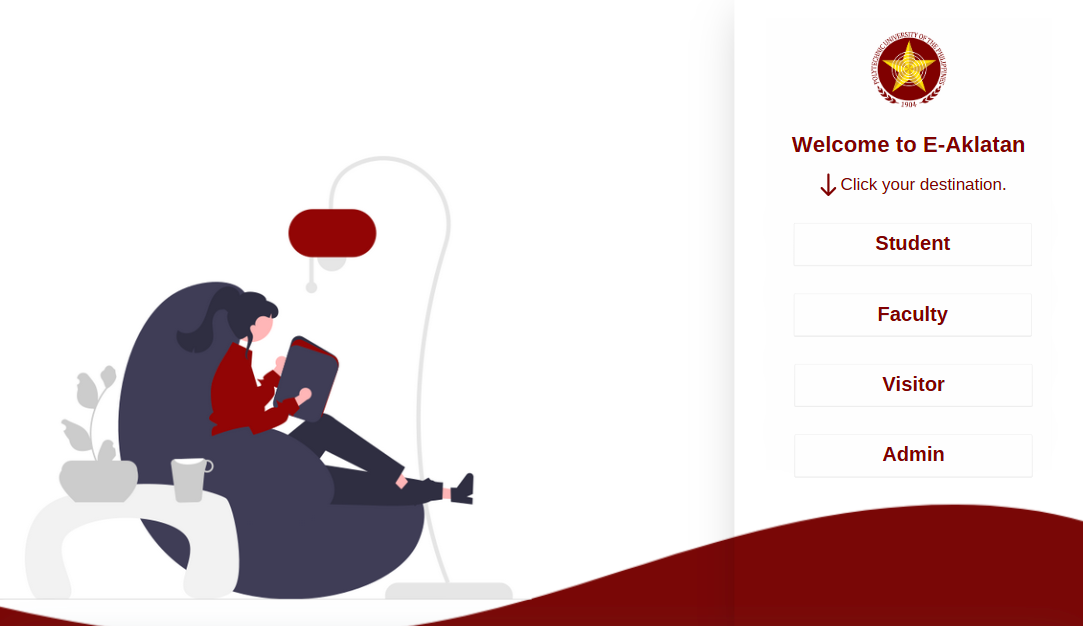 POLYTECHNIC UNIVERSITY OF THE PHILIPPINES
1904
Welcome to E-Aklatan
Click your destination.
Student
Faculty
Visitor
Admin